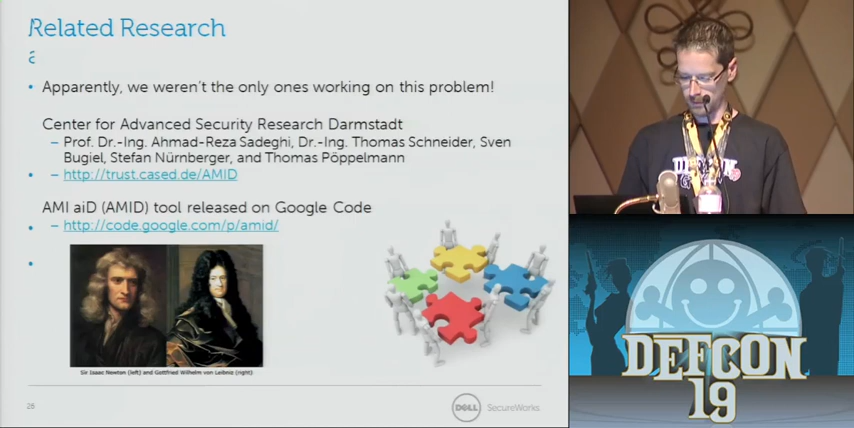 Related Research
a
• Apparently, we weren't the only ones working on this problem!
Center for Advanced Security Research Darmstadt
– Prof. Dr.-Ing. Ahmad-Reza Sadeghi, Dr.-Ing. Thomas Schneider, Sven
Bugiel, Stefan Nürnberger, and Thomas Pöppelmann
• – http://trust.cased.de/AMID
AMI aiD (AMID) tool released on Google Code
• – http://code.google.com/p/amid/
•
Sir Isaac Newton (left) and Gottfried Wilhelm von Leibniz (right)
26
DELL SecureWorks
DEFCON
19